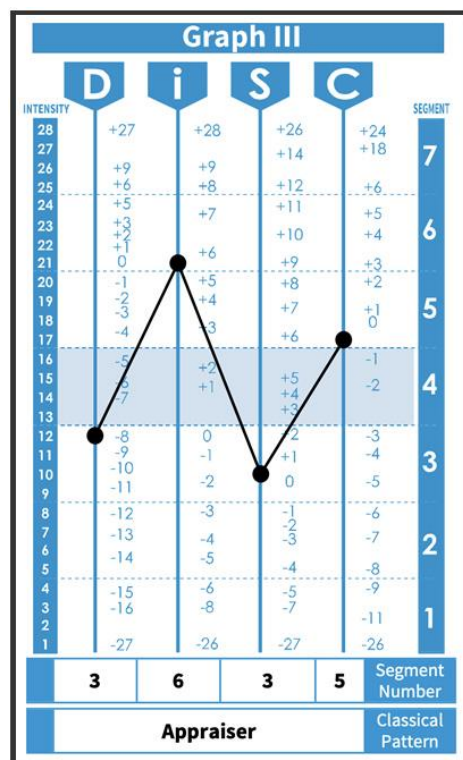 Graph III
D i S C
INTENSITY SEGMENT
28 +27 +28 +26 +24
27 +14 +18 7
26 +9 +9
25 +6 +8 +12 +6
24 +5 +7 +11 +5
23 +3 +10 +4 6
+2
22 +1 +6
21 0 +9 +3
20 -1 +5 +8 +2
19 -2 +4 +7 +1 5
18 -3 +3 0
17 -4 +6
16 -5 +2 -1
15 -6 +1 +5 -2 4
14 -7 +4
13 +3
12 -8 0 +2 -3
11 -9 -1 +1 -4 3
10 -10 -2 0 -5
9 -11
8 -12 -3 -1 -6
7 -13 -4 -2 -7 2
6 -14 -5 -3
5 -4 -8
4 -15 -6 -5 -9
3 -16 -8 -7 1
2 -11
1 -27 -26 -27 -26
3 6 3 5 Segment
Number
Appraiser Classical
Pattern